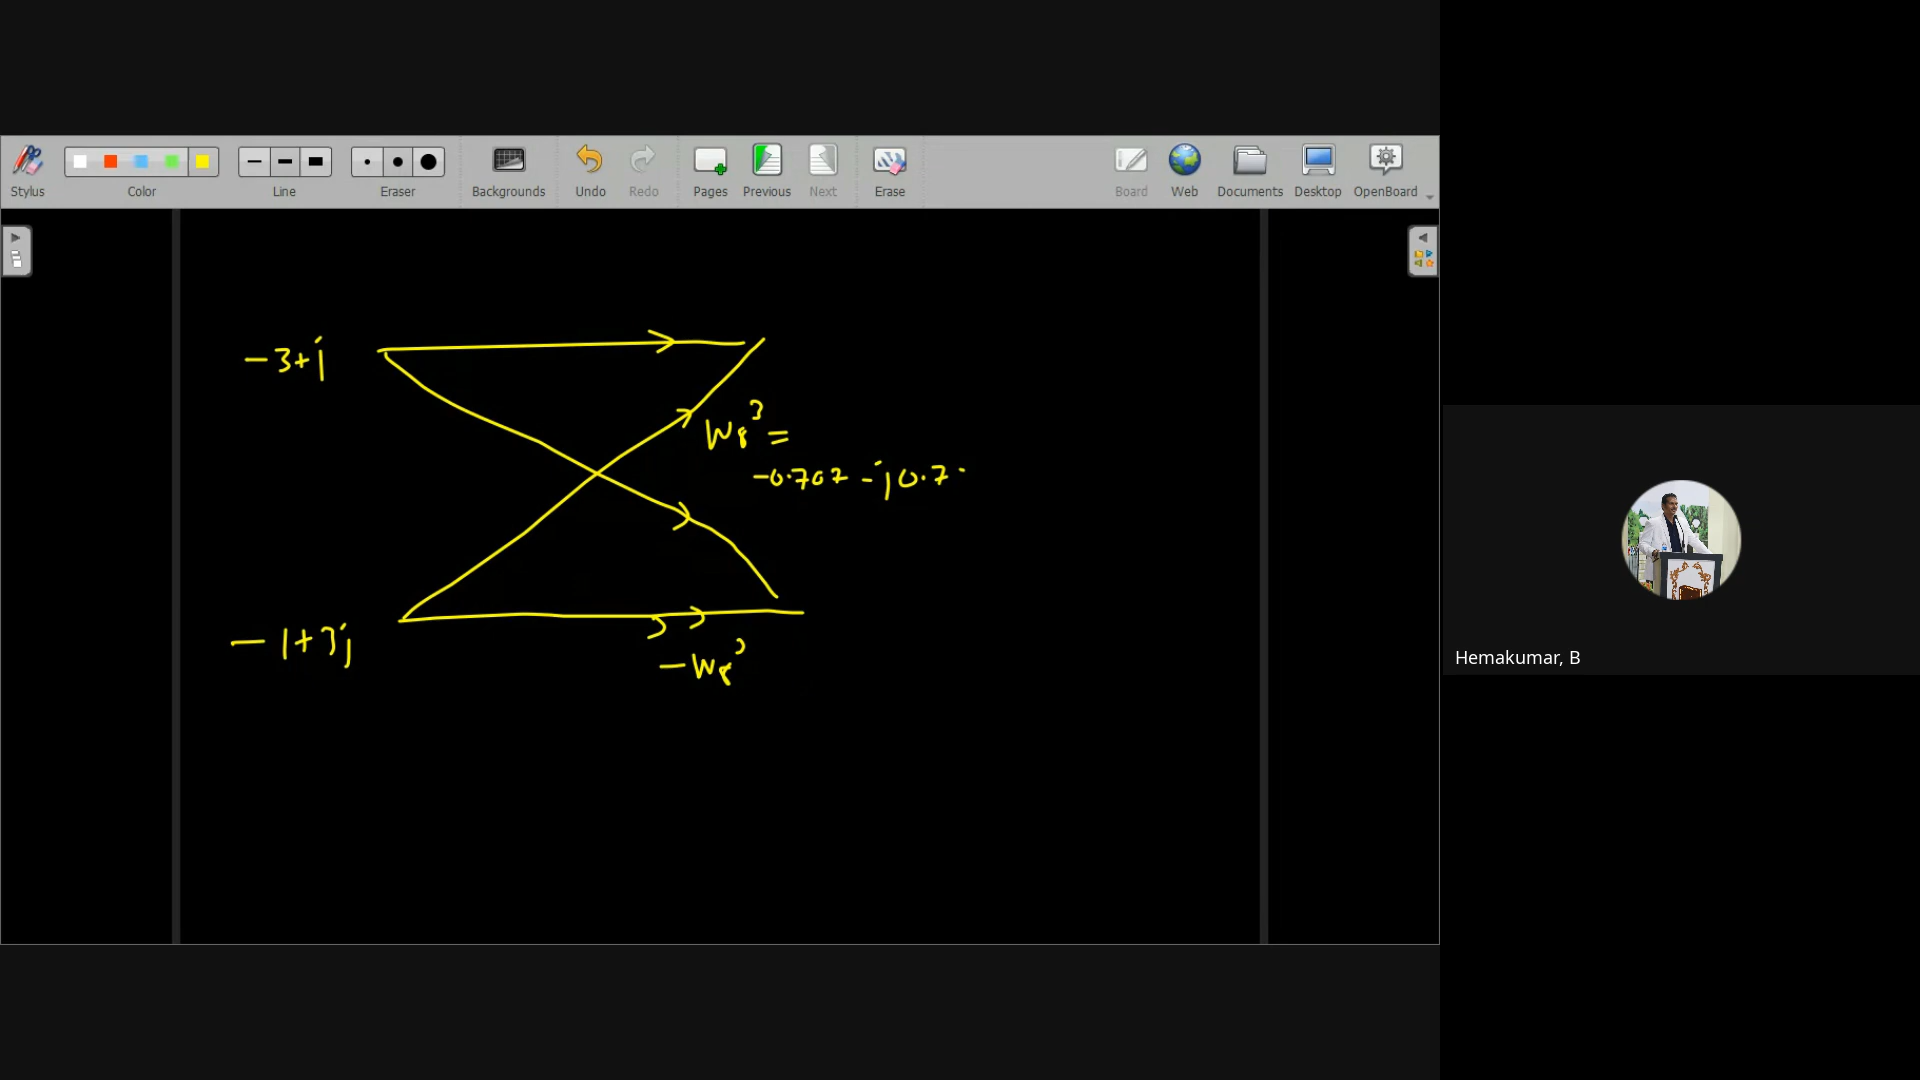 Stylus Color Line Eraser Backgrounds Undo Redo Pages Previous Next Erase Board Web Documents Desktop OpenBoard
-3+j
W₈³ =
-0.707 -j0.7
-1+3j
-W₈³
Hemakumar, B